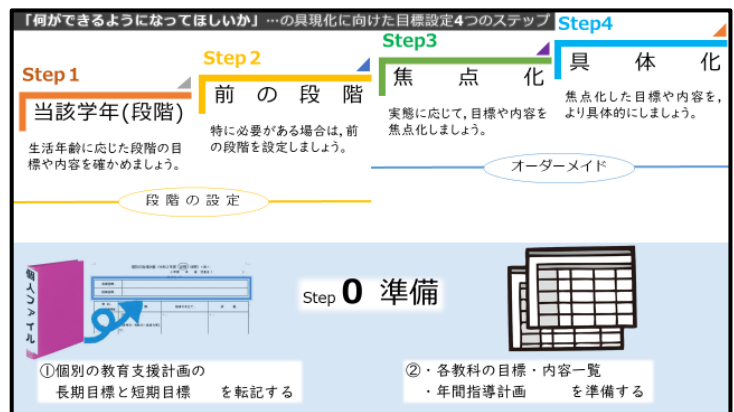 「何ができるようになってほしいか」…の具現化に向けた目標設定4つのステップ
Step1
当該学年(段階)
生活年齢に応じた段階の目
標や内容を確かめましょう。
Step2
前の段階
特に必要がある場合は,前
の段階を設定しましょう。
段階の設定
Step3
焦点化
実態に応じて,目標や内容を
焦点化しましょう。
Step4
具体化
焦点化した目標や内容を,
より具体的にしましょう。
オーダーメイド
個人ファイル
Step 0 準備
①個別の教育支援計画の
長期目標と短期目標 を転記する
②・各教科の目標・内容一覧
・年間指導計画 を準備する